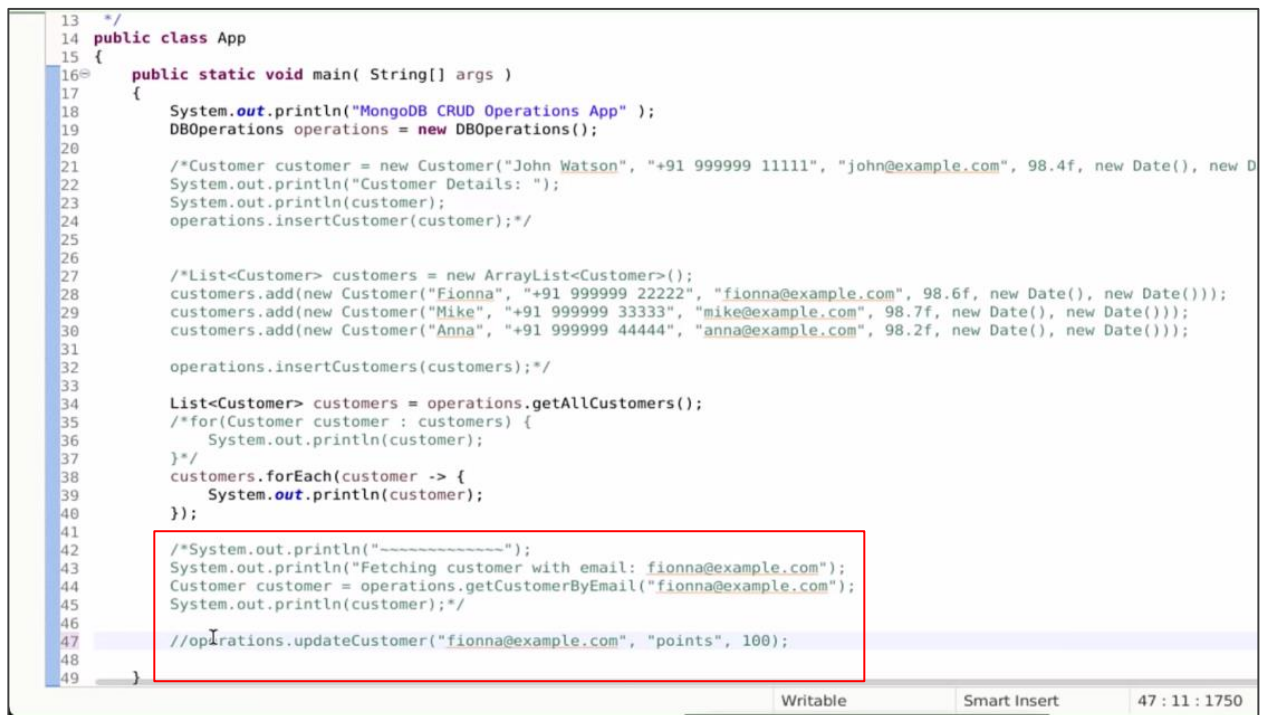 13 */
14 public class App
15 {
16 public static void main( String[] args )
17 {
18 System.out.println("MongoDB CRUD Operations App" );
19 DBOperations operations = new DBOperations();
20
21 /*Customer customer = new Customer("John Watson", "+91 999999 11111", "john@example.com", 98.4f, new Date(), new D
22 System.out.println("Customer Details: ");
23 System.out.println(customer);
24 operations.insertCustomer(customer);*/
25
26
27 /*List<Customer> customers = new ArrayList<Customer>();
28 customers.add(new Customer("Fionna", "+91 999999 22222", "fionna@example.com", 98.6f, new Date(), new Date()));
29 customers.add(new Customer("Mike", "+91 999999 33333", "mike@example.com", 98.7f, new Date(), new Date()));
30 customers.add(new Customer("Anna", "+91 999999 44444", "anna@example.com", 98.2f, new Date(), new Date()));
31
32 operations.insertCustomers(customers);*/
33
34 List<Customer> customers = operations.getAllCustomers();
35 /*for(Customer customer : customers) {
36 System.out.println(customer);
37 }*/
38 customers.forEach(customer -> {
39 System.out.println(customer);
40 });
41
42 /*System.out.println("~~~~~~~~~~~~~");
43 System.out.println("Fetching customer with email: fionna@example.com");
44 Customer customer = operations.getCustomerByEmail("fionna@example.com");
45 System.out.println(customer);*/
46
47 //operations.updateCustomer("fionna@example.com", "points", 100);
48
49 }
Writable Smart Insert 47 : 11 : 1750